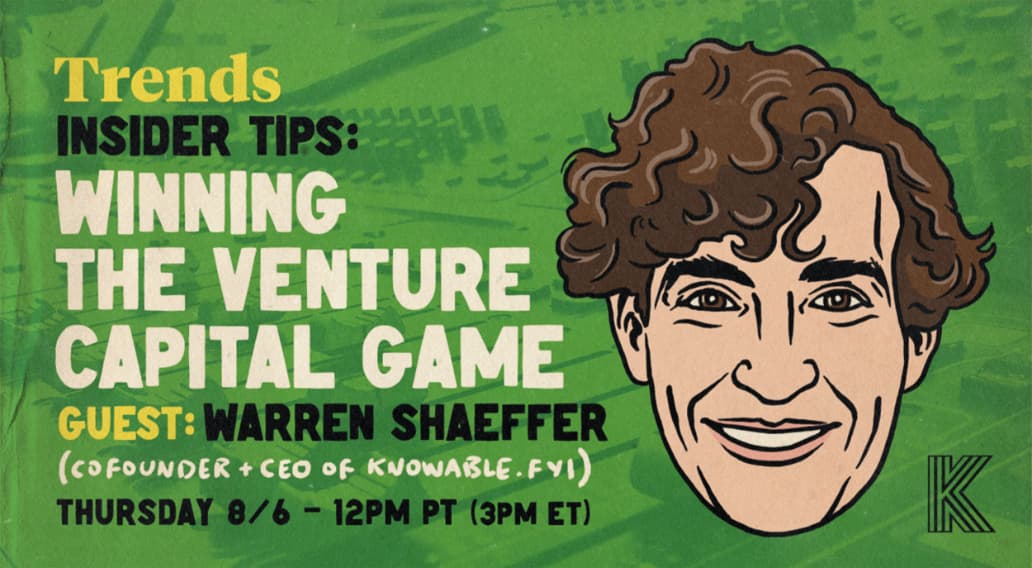 Trends
INSIDER TIPS:
WINNING
THE VENTURE
CAPITAL GAME
GUEST: WARREN SHAEFFER
(COFOUNDER + CEO OF KNOWABLE.FYI)
THURSDAY 8/6 - 12PM PT (3PM ET)
K